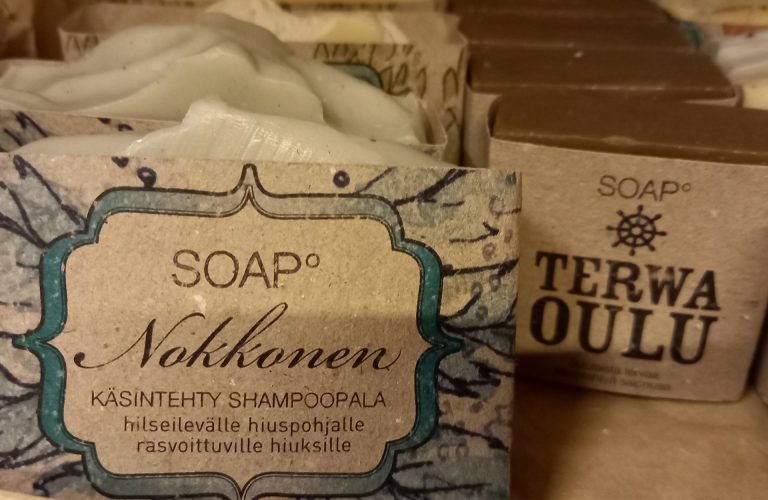 SOAP°
Nokkonen
KÄSINTEHTY SHAMPOOPALA
hilseilevälle hiuspohjalle
rasvoittuville hiuksille
SOAP°
TERWA
OULU